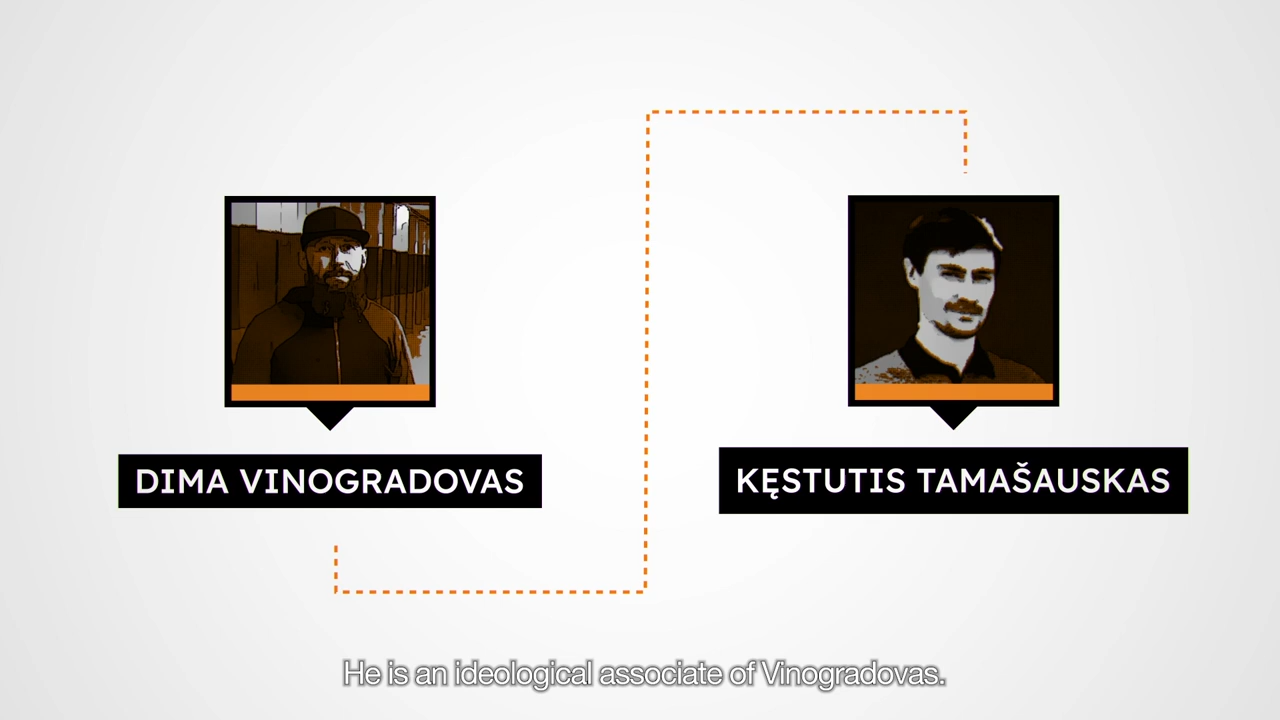 DIMA VINOGRADOVAS
KĘSTUTIS TAMAŠAUSKAS
He is an ideological associate of Vinogradovas.